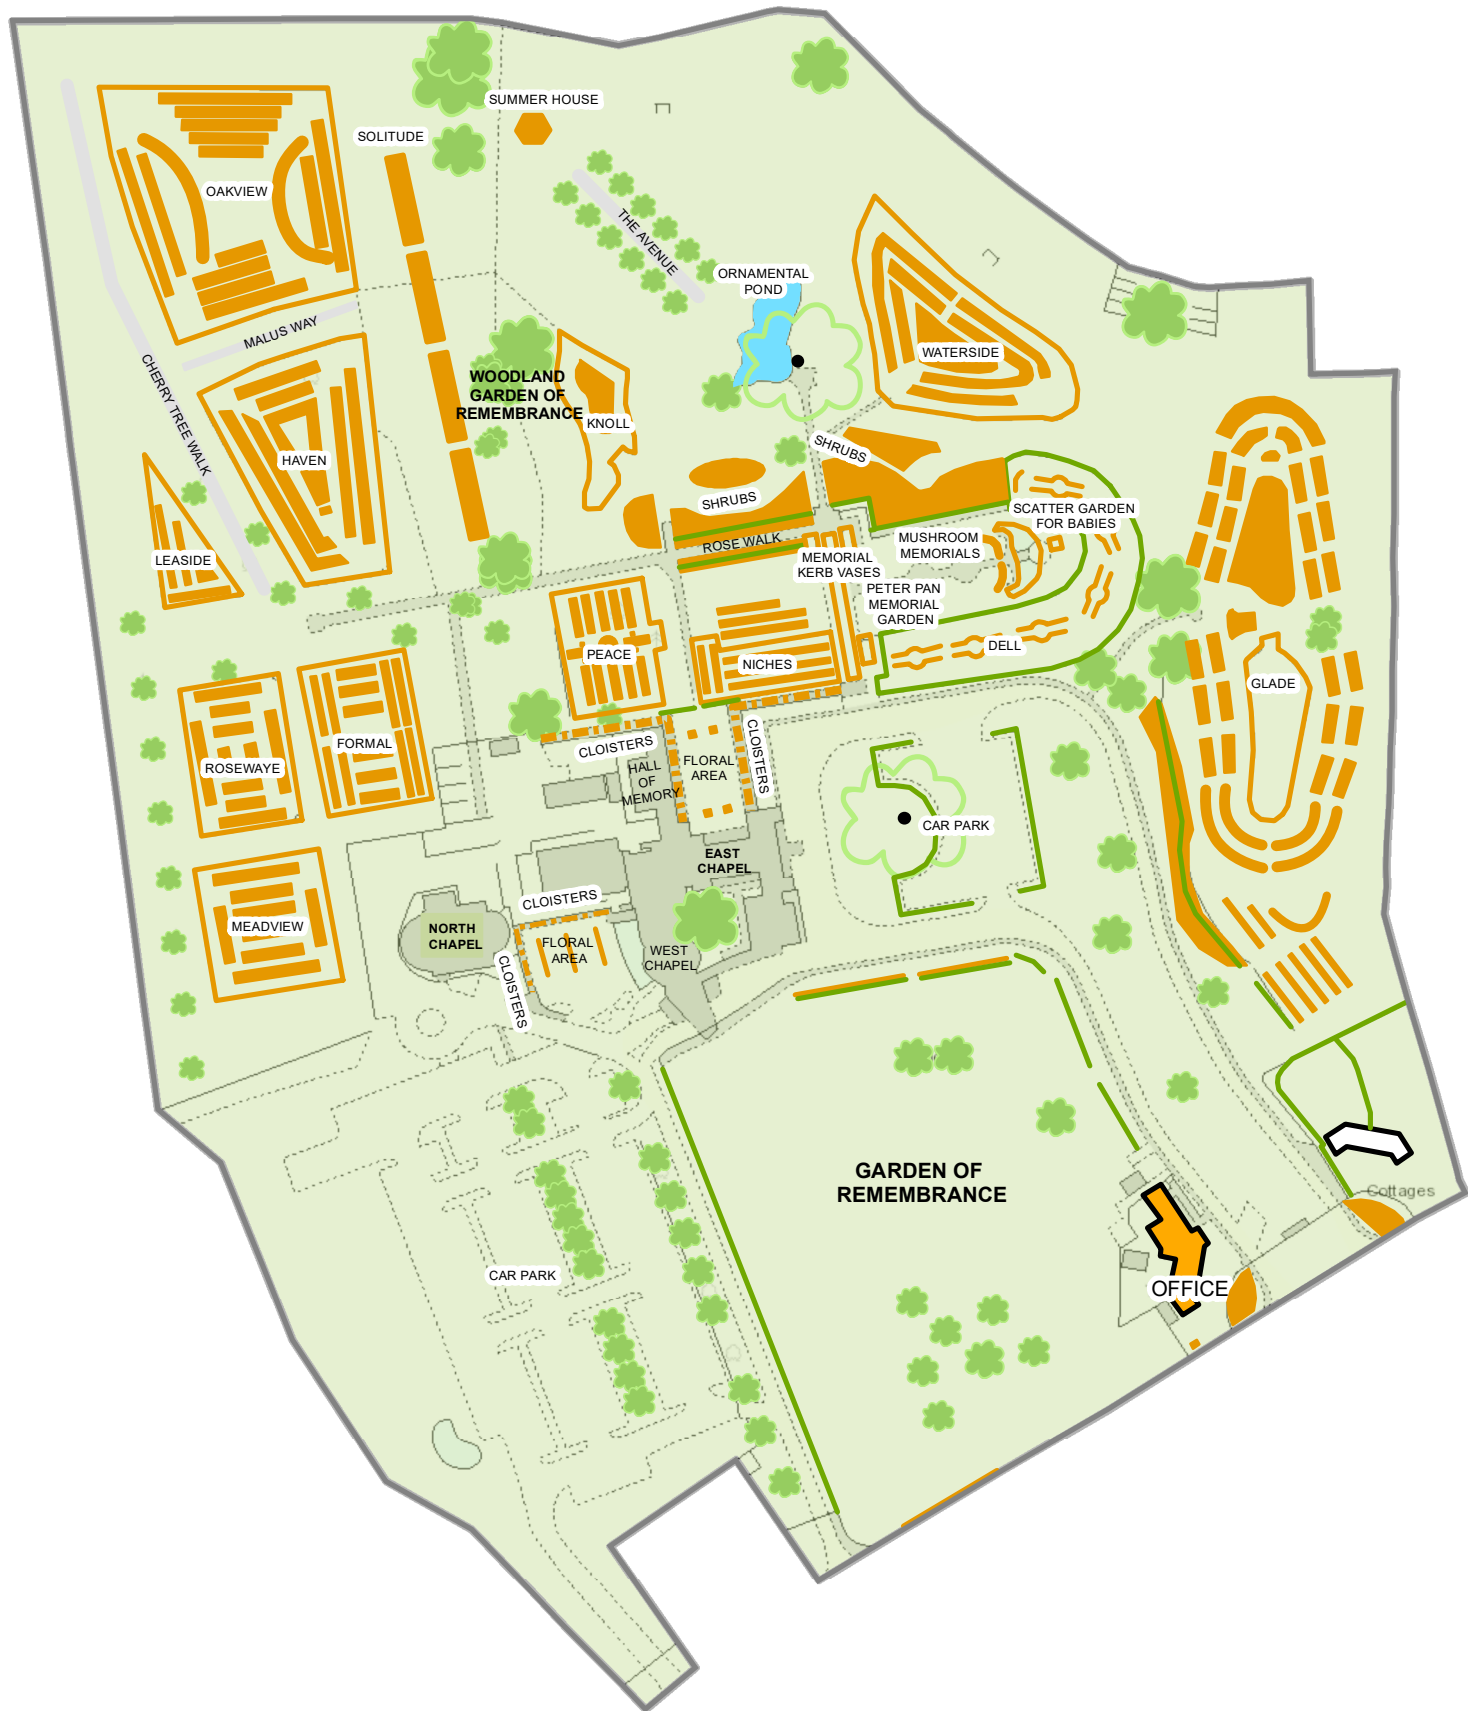 SUMMER HOUSE
SOLITUDE
OAKVIEW
THE AVENUE
ORNAMENTAL
POND
MALUS WAY
WATERSIDE
CHERRY TREE WALK
WOODLAND
GARDEN OF
REMEMBRANCE
KNOLL
HAVEN
SHRUBS
SHRUBS
SCATTER GARDEN
FOR BABIES
ROSE WALK
MUSHROOM
MEMORIALS
LEASIDE
MEMORIAL
KERB VASES
PETER PAN
MEMORIAL
GARDEN
PEACE
NICHES
DELL
GLADE
FORMAL
ROSEWAYE
CLOISTERS
CLOISTERS
HALL
OF
MEMORY
FLORAL
AREA
CAR PARK
EAST
CHAPEL
CLOISTERS
MEADVIEW
NORTH
CHAPEL
FLORAL
AREA
WEST
CHAPEL
CLOISTERS
GARDEN OF
REMEMBRANCE
Cottages
CAR PARK
OFFICE